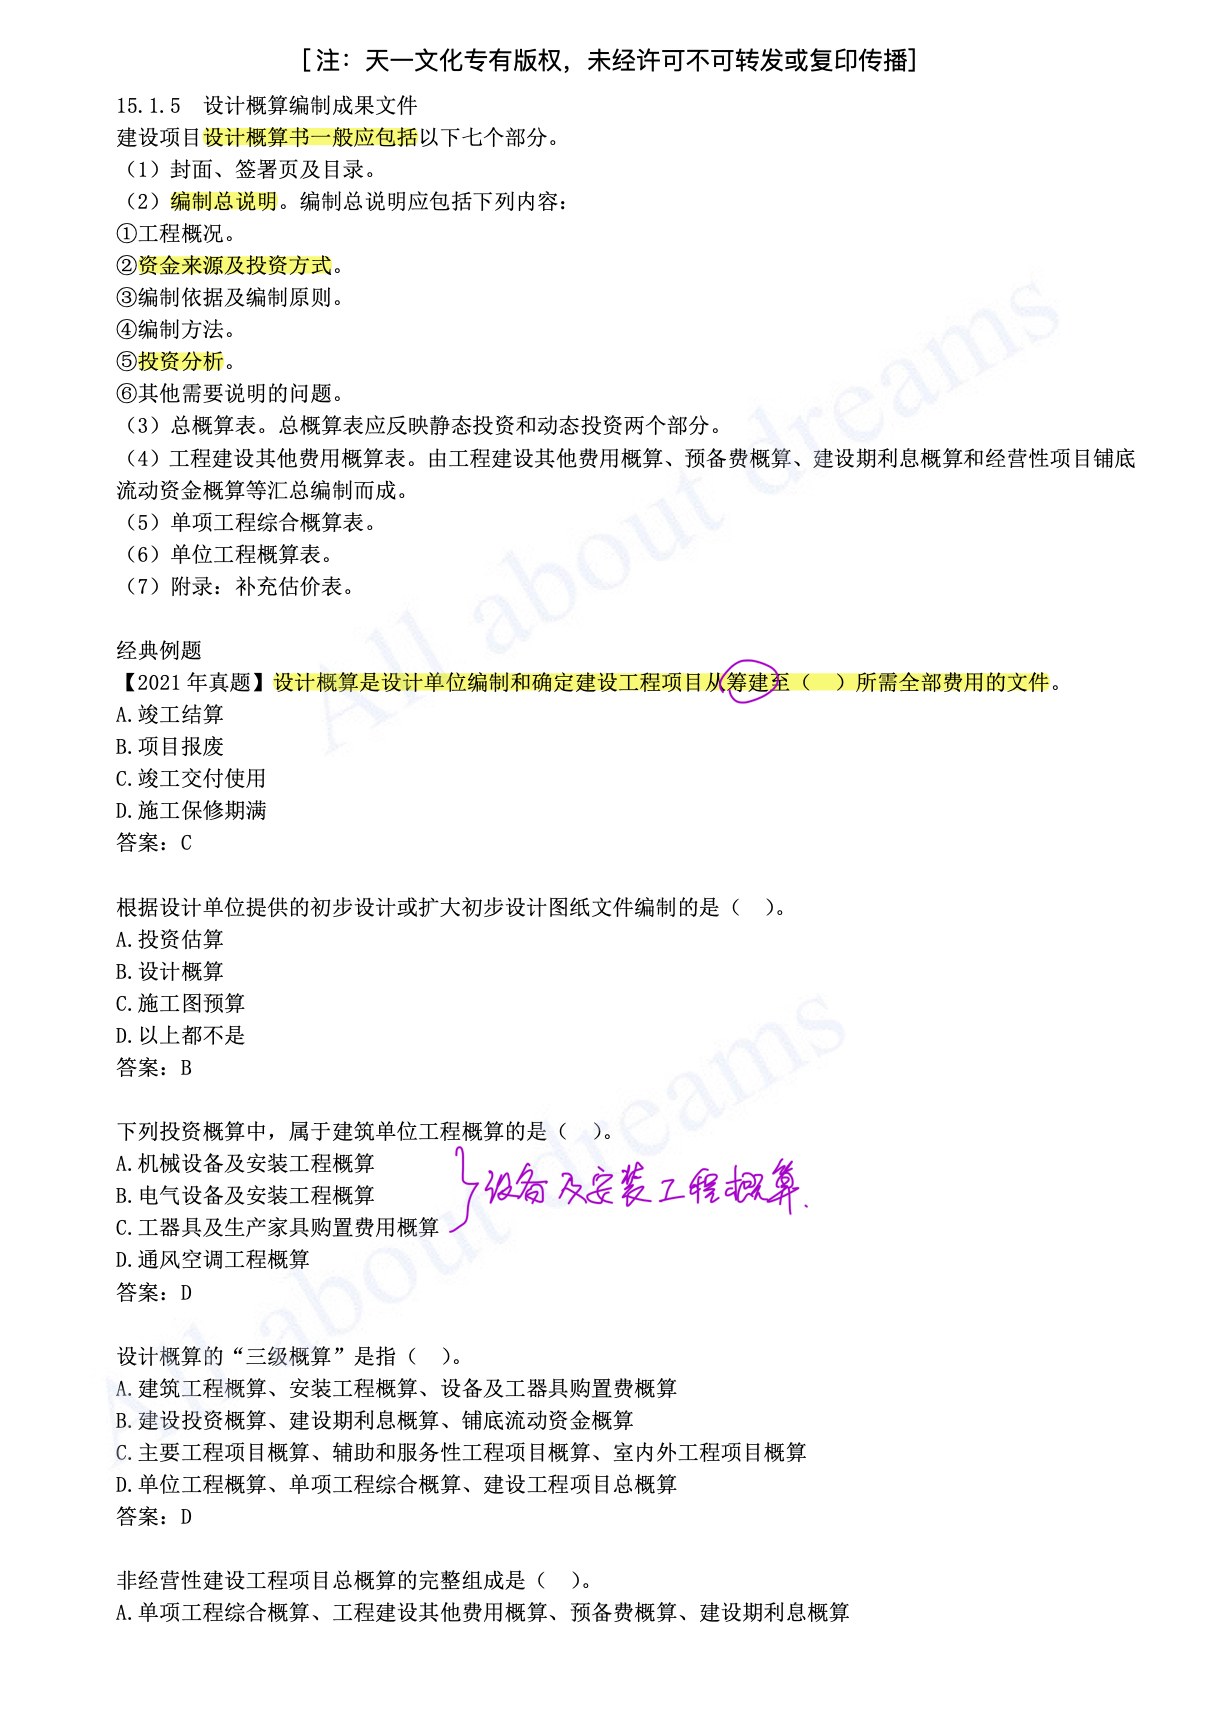 [注：天一文化专有版权，未经许可不可转发或复印传播]
15.1.5 设计概算编制成果文件
建设项目设计概算书一般应包括以下七个部分。
（1）封面、签署页及目录。
（2）编制总说明。编制总说明应包括下列内容：
①工程概况。
②资金来源及投资方式。
③编制依据及编制原则。
④编制方法。
⑤投资分析。
⑥其他需要说明的问题。
（3）总概算表。总概算表应反映静态投资和动态投资两个部分。
（4）工程建设其他费用概算表。由工程建设其他费用概算、预备费概算、建设期利息概算和经营性项目铺底
流动资金概算等汇总编制而成。
（5）单项工程综合概算表。
（6）单位工程概算表。
（7）附录：补充估价表。
经典例题
【2021年真题】设计概算是设计单位编制和确定建设工程项目从筹建至（ ）所需全部费用的文件。
A.竣工结算
B.项目报废
C.竣工交付使用
D.施工保修期满
答案：C
根据设计单位提供的初步设计或扩大初步设计图纸文件编制的是（ ）。
A.投资估算
B.设计概算
C.施工图预算
D.以上都不是
答案：B
下列投资概算中，属于建筑单位工程概算的是（ ）。
A.机械设备及安装工程概算
B.电气设备及安装工程概算
设备及安装工程概算.
C.工器具及生产家具购置费用概算
D.通风空调工程概算
答案：D
设计概算的“三级概算”是指（ ）。
A.建筑工程概算、安装工程概算、设备及工器具购置费概算
B.建设投资概算、建设期利息概算、铺底流动资金概算
C.主要工程项目概算、辅助和服务性工程项目概算、室内外工程项目概算
D.单位工程概算、单项工程综合概算、建设工程项目总概算
答案：D
非经营性建设工程项目总概算的完整组成是（ ）。
A.单项工程综合概算、工程建设其他费用概算、预备费概算、建设期利息概算
All about dreams
All about dreams